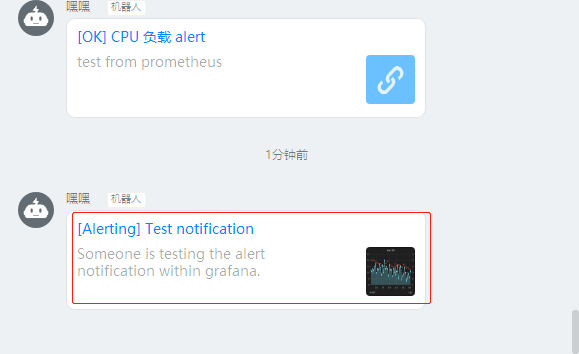 嘿嘿 机器人
[OK] CPU 负载 alert
test from prometheus
1分钟前
嘿嘿 机器人
[Alerting] Test notification
Someone is testing the alert
notification within grafana.